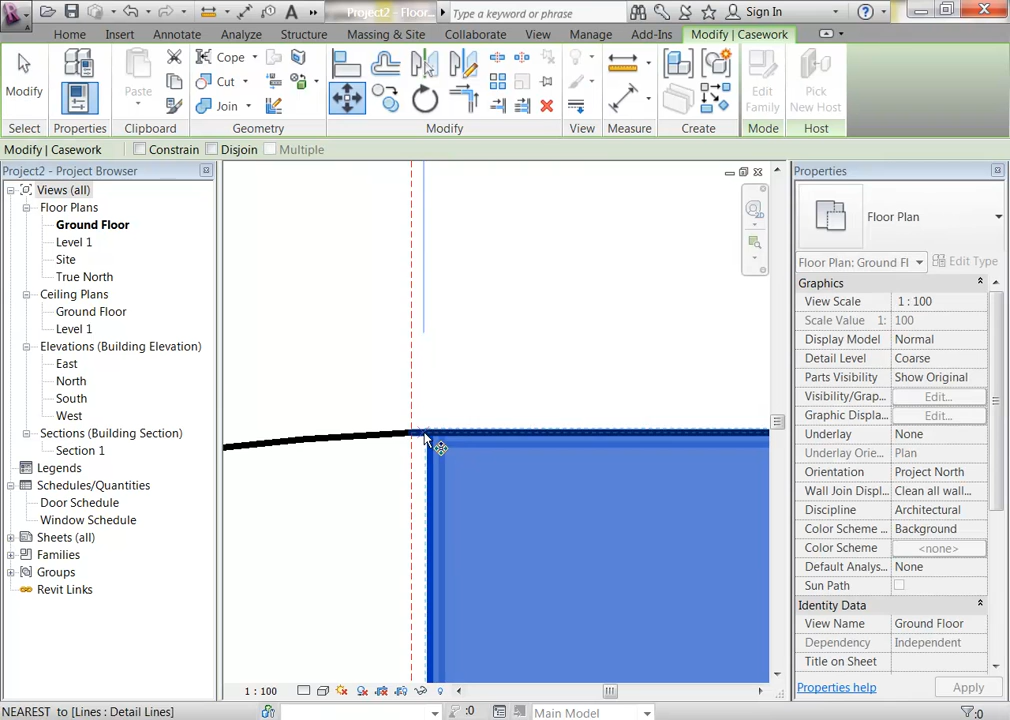 Project2 - Floor...
Type a keyword or phrase
Sign In
Home Insert Annotate Analyze Structure Massing & Site Collaborate View Manage Add-Ins Modify | Casework
Modify
Paste
Cope
Cut
Join
Edit Family
Pick New Host
Select Properties Clipboard Geometry Modify View Measure Create Mode Host
Modify | Casework Constrain Disjoin Multiple
Project2 - Project Browser
Views (all)
Floor Plans
Ground Floor
Level 1
Site
True North
Ceiling Plans
Ground Floor
Level 1
Elevations (Building Elevation)
East
North
South
West
Sections (Building Section)
Section 1
Legends
Schedules/Quantities
Door Schedule
Window Schedule
Sheets (all)
Families
Groups
Revit Links
Properties
Floor Plan
Floor Plan: Ground Fl Edit Type
Graphics
View Scale 1 : 100
Scale Value 1: 100
Display Model Normal
Detail Level Coarse
Parts Visibility Show Original
Visibility/Grap... Edit...
Graphic Displa... Edit...
Underlay None
Underlay Orie... Plan
Orientation Project North
Wall Join Displ... Clean all wall...
Discipline Architectural
Color Scheme ... Background
Color Scheme <none>
Default Analys... None
Sun Path
Identity Data
View Name Ground Floor
Dependency Independent
Title on Sheet
Properties help Apply
1 : 100
NEAREST to [Lines : Detail Lines]
:0
Main Model
:0